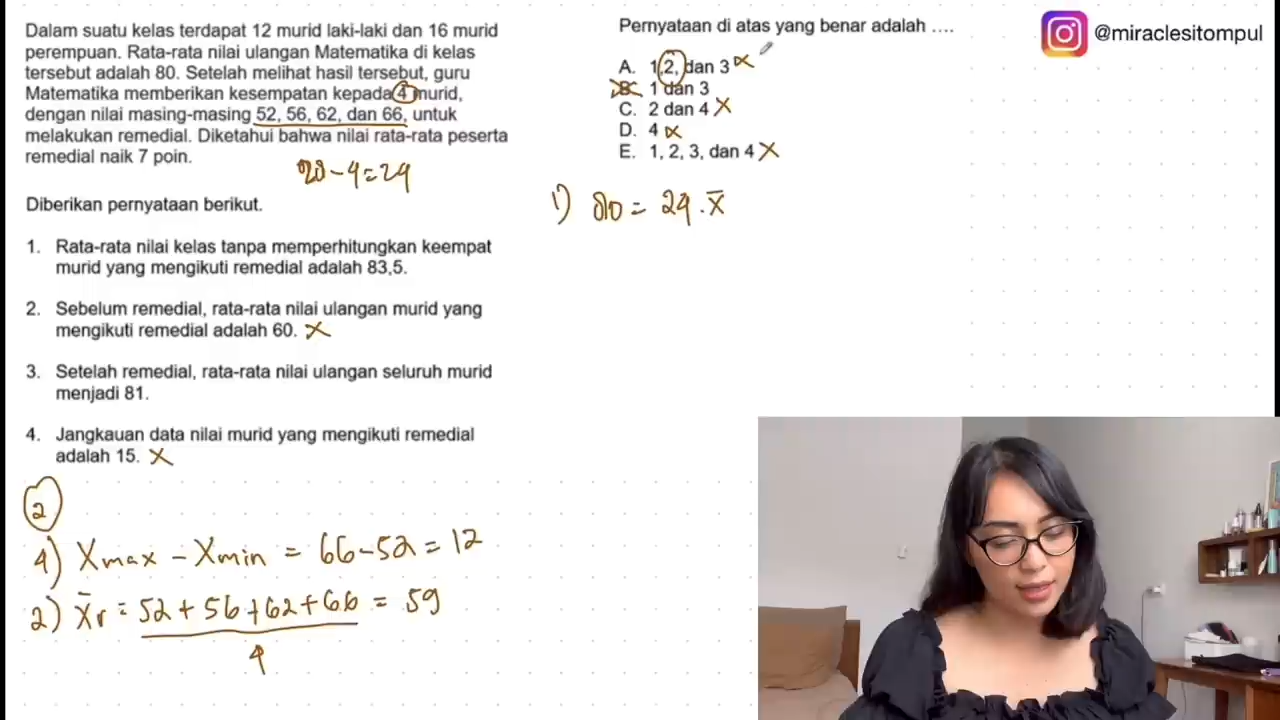 Dalam suatu kelas terdapat 12 murid laki-laki dan 16 murid
perempuan. Rata-rata nilai ulangan Matematika di kelas
tersebut adalah 80. Setelah melihat hasil tersebut, guru
Matematika memberikan kesempatan kepada 4 murid,
dengan nilai masing-masing 52, 56, 62, dan 66, untuk
melakukan remedial. Diketahui bahwa nilai rata-rata peserta
remedial naik 7 poin.
28-4=24
Diberikan pernyataan berikut.
1. Rata-rata nilai kelas tanpa memperhitungkan keempat
murid yang mengikuti remedial adalah 83,5.
2. Sebelum remedial, rata-rata nilai ulangan murid yang
mengikuti remedial adalah 60. X
3. Setelah remedial, rata-rata nilai ulangan seluruh murid
menjadi 81.
4. Jangkauan data nilai murid yang mengikuti remedial
adalah 15. X
2
4) Xmax - Xmin = 66-52=12
2) X̄r = 52+56+62+66 = 59
4
Pernyataan di atas yang benar adalah ....
A. 1,2, dan 3 X
B. 1 dan 3
C. 2 dan 4 X
D. 4 X
E. 1, 2, 3, dan 4 X
1) 80 = 24 . X̄
@miraclesitompul